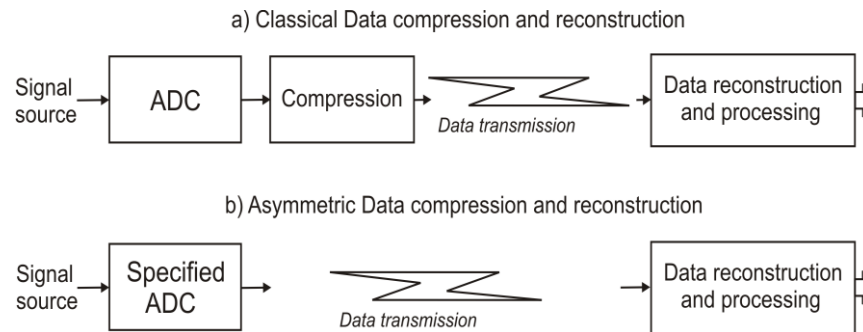 a) Classical Data compression and reconstruction
Signal
source
ADC
Compression
Data transmission
Data reconstruction
and processing
b) Asymmetric Data compression and reconstruction
Signal
source
Specified
ADC
Data transmission
Data reconstruction
and processing